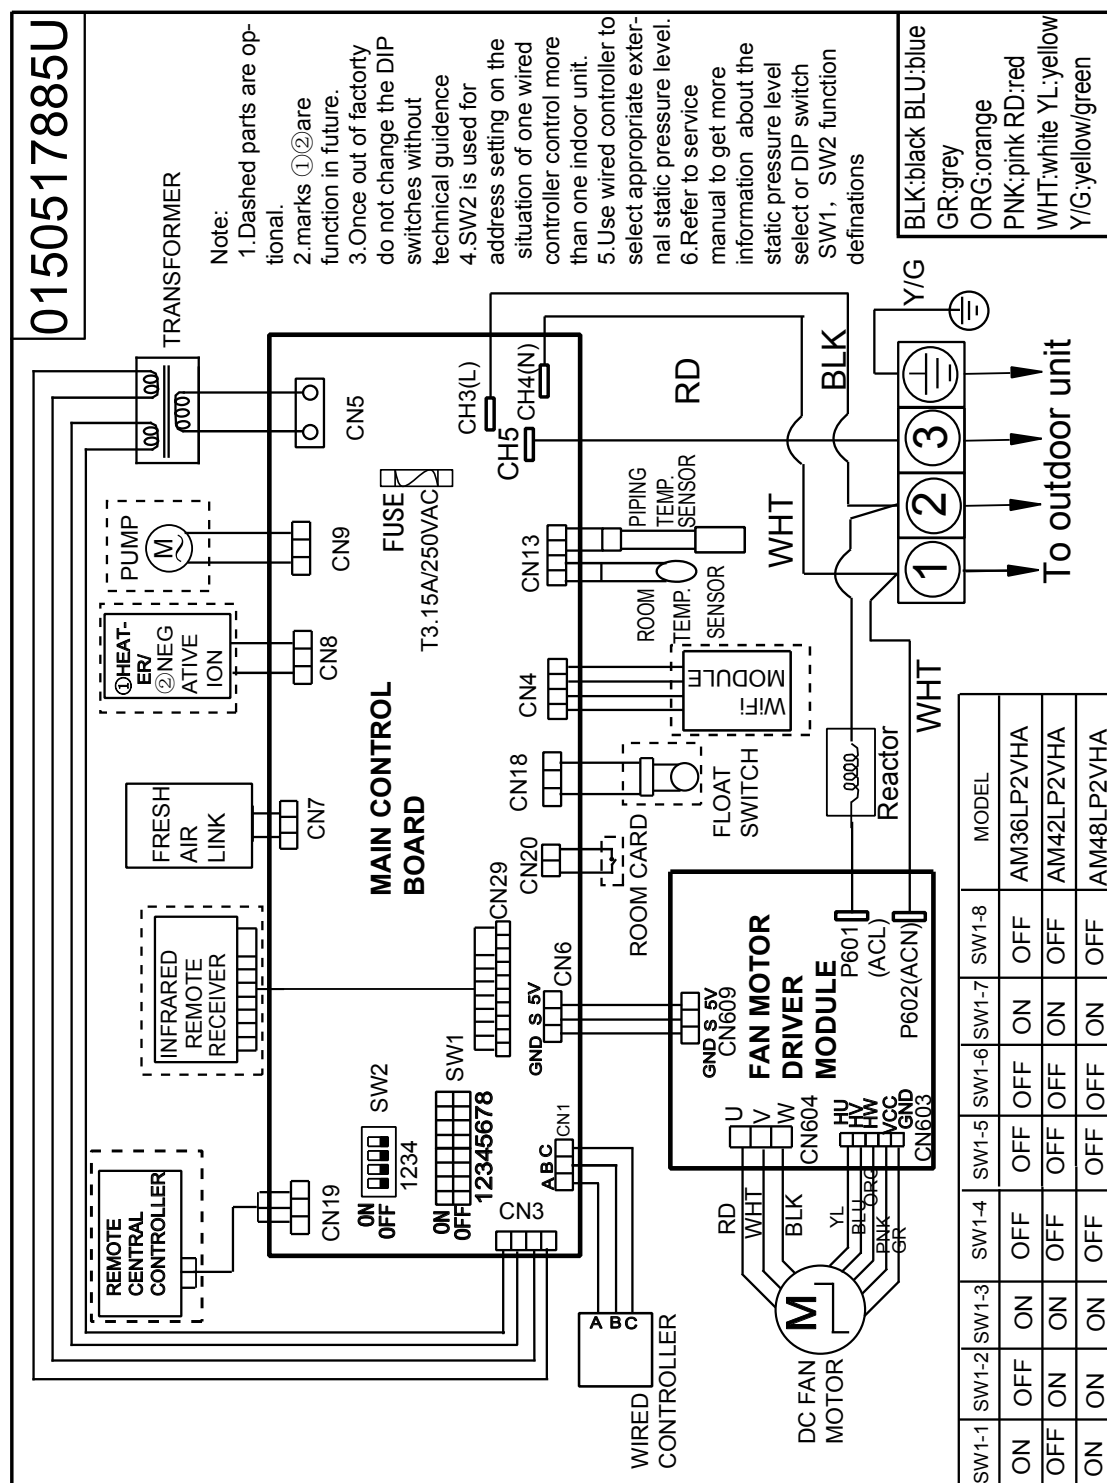 0150517885U
TRANSFORMER
Note:
1.Dashed parts are op-
tional.
2.marks ①②are
function in future.
3.Once out of factorty
do not change the DIP
switches without
technical guidence
4.SW2 is used for
address setting on the
situation of one wired
controller control more
than one indoor unit.
5.Use wired controller to
select appropriate exter-
nal static pressure level.
6.Refer to service
manual to get more
information about the
static pressure level
select or DIP switch
SW1，SW2 function
definations
BLK:black BLU:blue
GR:grey
ORG:orange
PNK:pink RD:red
WHT:white YL:yellow
Y/G:yellow/green
REMOTE
CENTRAL
CONTROLLER
INFRARED
REMOTE
RECEIVER
FRESH
AIR
LINK
①HEAT-
ER/
②NEG
ATIVE
ION
PUMP
M
CN19
CN7
CN8
CN9
CN5
SW2
ON
OFF
1234
SW1
ON
OFF
12345678
MAIN CONTROL
BOARD
FUSE
T3.15A/250VAC
CH3(L)
CH4(N)
CH5
CN3
A B C
CN1
GND S 5V
CN6
CN29
CN20
CN18
CN4
CN13
ROOM CARD
FLOAT
SWITCH
WiFi
MODULE
ROOM
TEMP.
SENSOR
PIPING
TEMP.
SENSOR
RD
WHT
BLK
Y/G
A B C
WIRED
CONTROLLER
GND S 5V
CN609
FAN MOTOR
DRIVER
MODULE
U
V
W
CN604
HU
HV
HW
VCC
GND
CN603
P601
(ACL)
P602(ACN)
RD
WHT
BLK
YL
BLU
ORG
PNK
GR
M
DC FAN
MOTOR
Reactor
WHT
1
2
3
To outdoor unit
SW1-1 SW1-2 SW1-3 SW1-4 SW1-5 SW1-6 SW1-7 SW1-8 MODEL
ON OFF ON OFF OFF OFF ON OFF AM36LP2VHA
OFF ON ON OFF OFF OFF ON OFF AM42LP2VHA
ON ON ON OFF OFF OFF ON OFF AM48LP2VHA